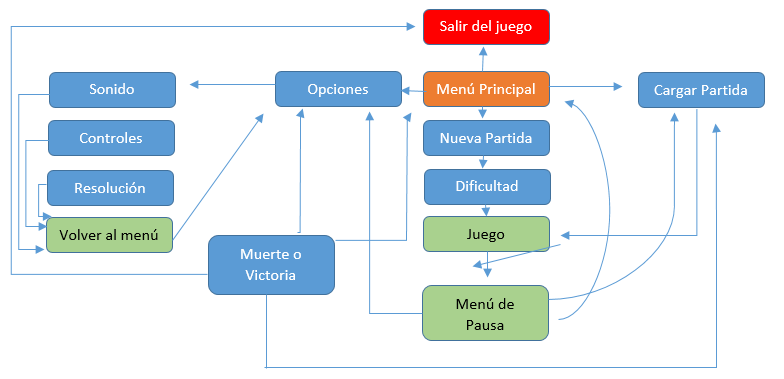 Salir del juego
Sonido
Opciones
Menú Principal
Cargar Partida
Controles
Nueva Partida
Resolución
Dificultad
Volver al menú
Juego
Muerte o
Victoria
Menú de
Pausa